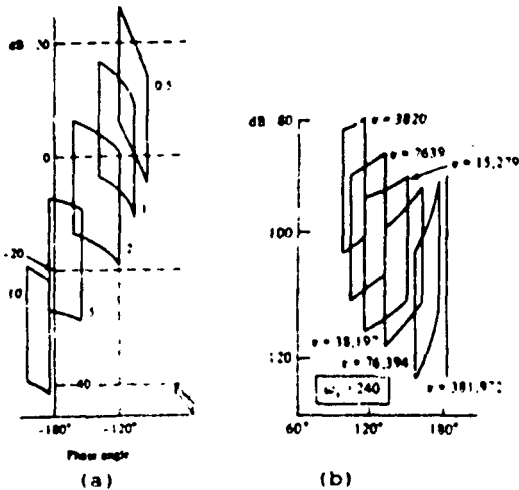 dB
20
0
-20
10
-40
0.5
1
2
5
-180°
-120°
Phase angle
(a)
dB
80
100
120
v = 3820
v = 7639
v = 15,279
v = 38,197
v = 76,394
v = 381,972
60°
120°
180°
(b)